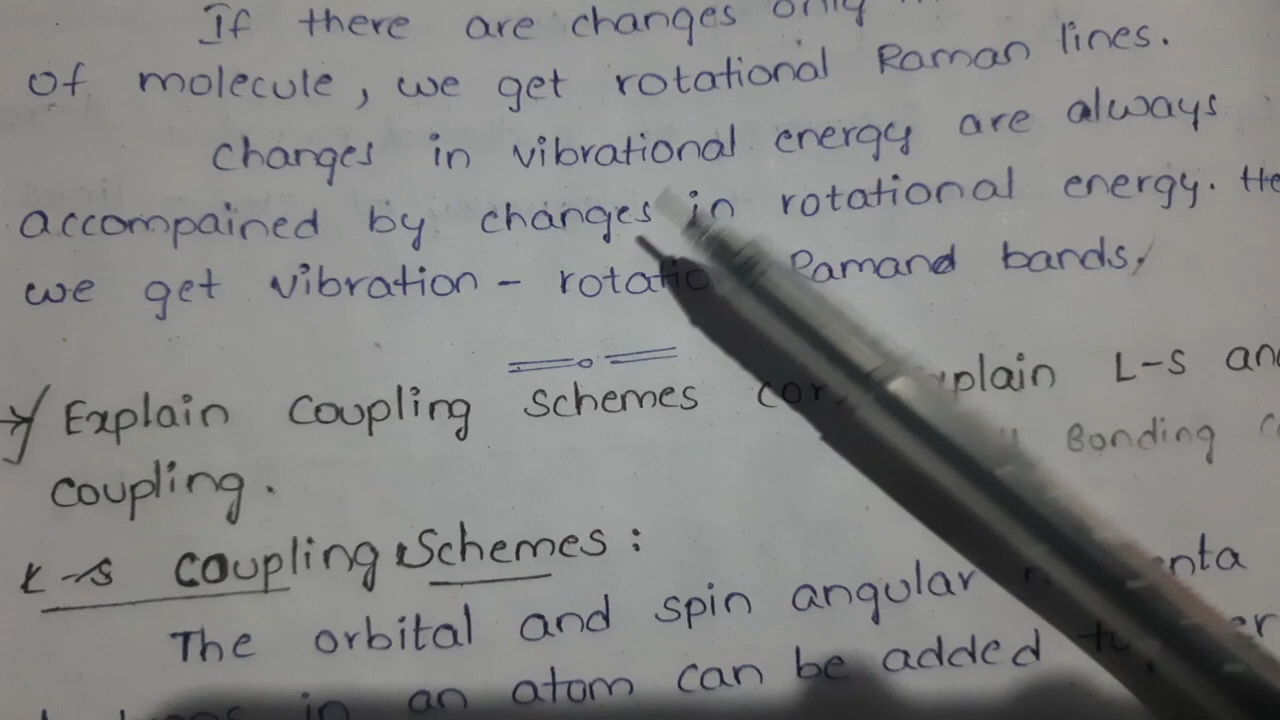 If there are changes only
of molecule, we get rotational Raman lines.
changes in vibrational energy are always
accompained by changes in rotational energy.
we get vibration - Ramand bands.
Explain coupling schemes L-S
Bonding
coupling.
L-S coupling Schemes:
The orbital and spin angular
in an atom can be added